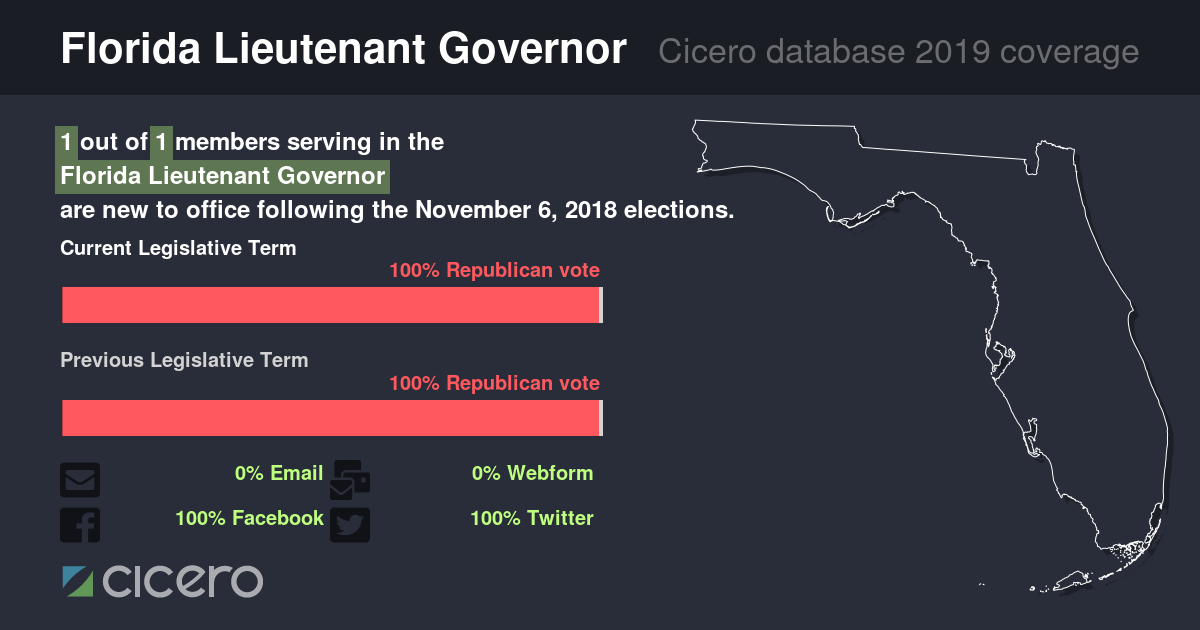 Florida Lieutenant Governor Cicero database 2019 coverage
1 out of 1 members serving in the
Florida Lieutenant Governor
are new to office following the November 6, 2018 elections.
Current Legislative Term
100% Republican vote
Previous Legislative Term
100% Republican vote
0% Email 0% Webform
100% Facebook 100% Twitter
cicero